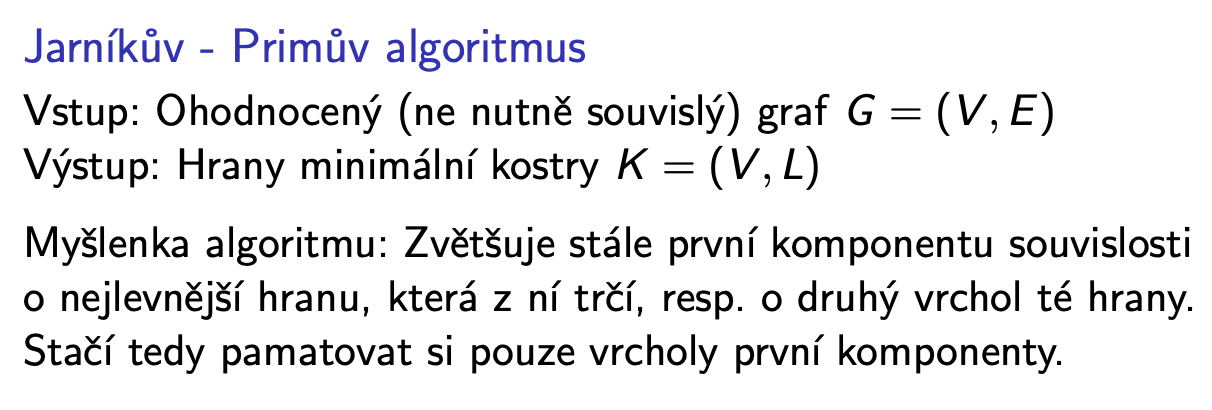 Jarníkův - Primův algoritmus
Vstup: Ohodnocený (ne nutně souvislý) graf G = (V, E)
Výstup: Hrany minimální kostry K = (V, L)
Myšlenka algoritmu: Zvětšuje stále první komponentu souvislosti
o nejlevnější hranu, která z ní trčí, resp. o druhý vrchol té hrany.
Stačí tedy pamatovat si pouze vrcholy první komponenty.